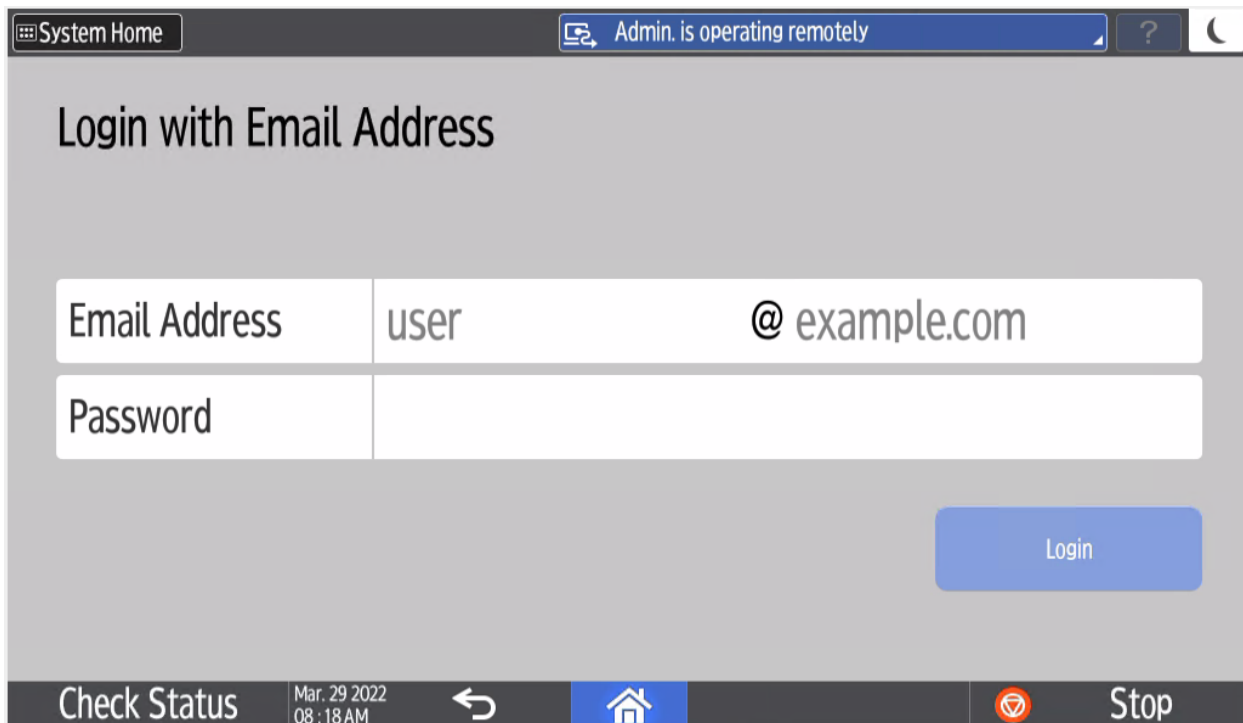 System Home
Admin. is operating remotely
?
Login with Email Address
Email Address
user
@ example.com
Password
Login
Check Status
Mar. 29 2022
08 : 18 AM
Stop